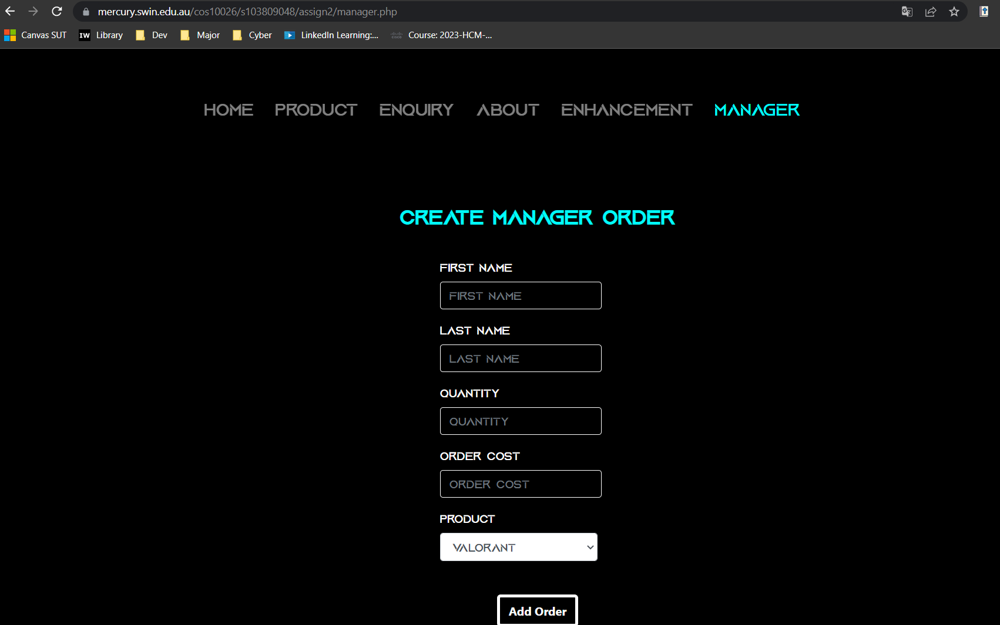 mercury.swin.edu.au/cos10026/s103809048/assign2/manager.php
Canvas SUT IW Library Dev Major Cyber LinkedIn Learning:... CISCO Course: 2023-HCM-...
HOME PRODUCT ENQUIRY ABOUT ENHANCEMENT MANAGER
CREATE MANAGER ORDER
FIRST NAME
FIRST NAME
LAST NAME
LAST NAME
QUANTITY
QUANTITY
ORDER COST
ORDER COST
PRODUCT
VALORANT
Add Order